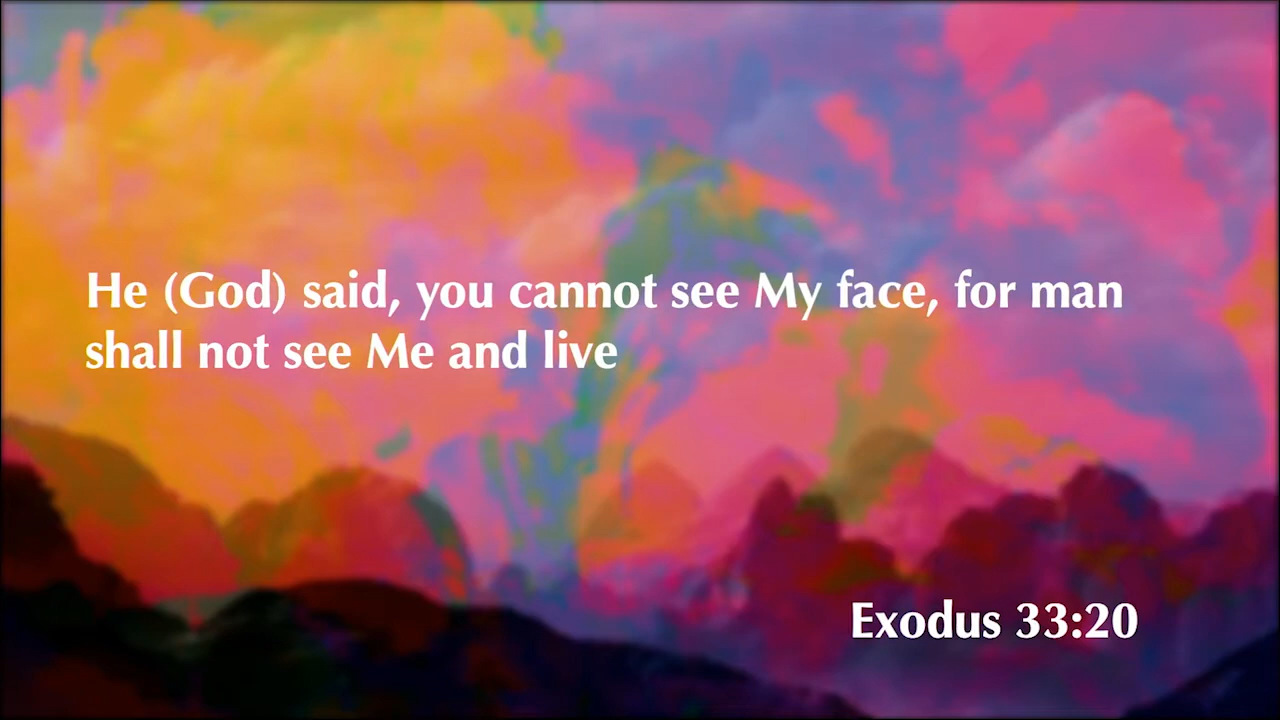 He (God) said, you cannot see My face, for man
shall not see Me and live
Exodus 33:20